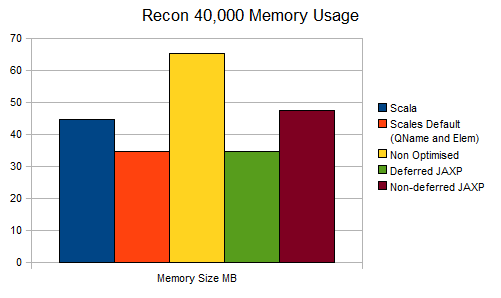 Recon 40,000 Memory Usage
70
60
50
40
30
20
10
0
Memory Size MB
Scala
Scales Default
(QName and Elem)
Non Optimised
Deferred JAXP
Non-deferred JAXP